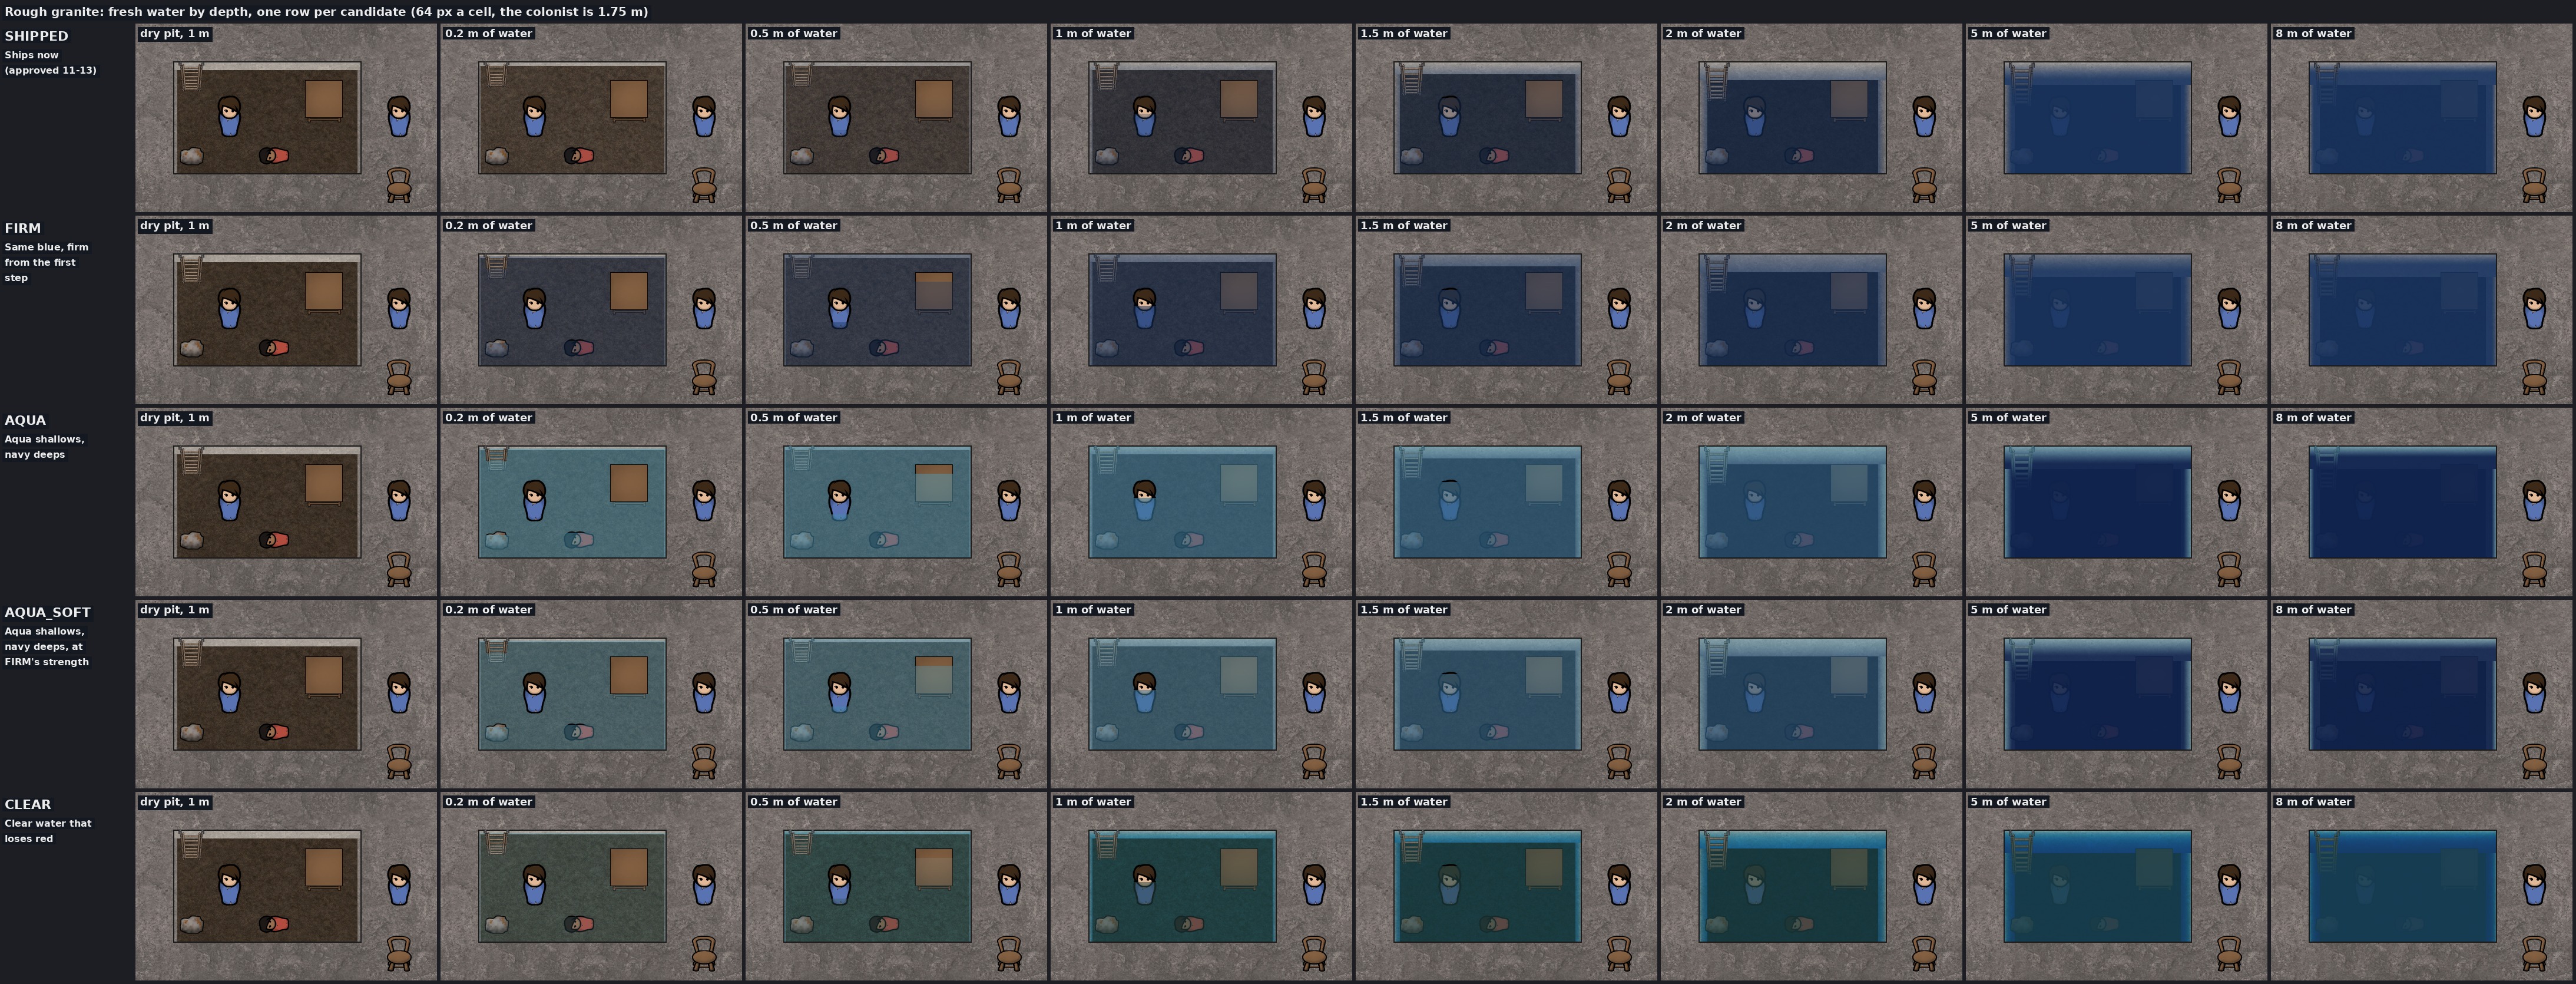 Rough granite: fresh water by depth, one row per candidate (64 px a cell, the colonist is 1.75 m)
SHIPPED
Ships now
(approved 11-13)
dry pit, 1 m
0.2 m of water
0.5 m of water
1 m of water
1.5 m of water
2 m of water
5 m of water
8 m of water
FIRM
Same blue, firm
from the first
step
dry pit, 1 m
0.2 m of water
0.5 m of water
1 m of water
1.5 m of water
2 m of water
5 m of water
8 m of water
AQUA
Aqua shallows,
navy deeps
dry pit, 1 m
0.2 m of water
0.5 m of water
1 m of water
1.5 m of water
2 m of water
5 m of water
8 m of water
AQUA_SOFT
Aqua shallows,
navy deeps, at
FIRM's strength
dry pit, 1 m
0.2 m of water
0.5 m of water
1 m of water
1.5 m of water
2 m of water
5 m of water
8 m of water
CLEAR
Clear water that
loses red
dry pit, 1 m
0.2 m of water
0.5 m of water
1 m of water
1.5 m of water
2 m of water
5 m of water
8 m of water